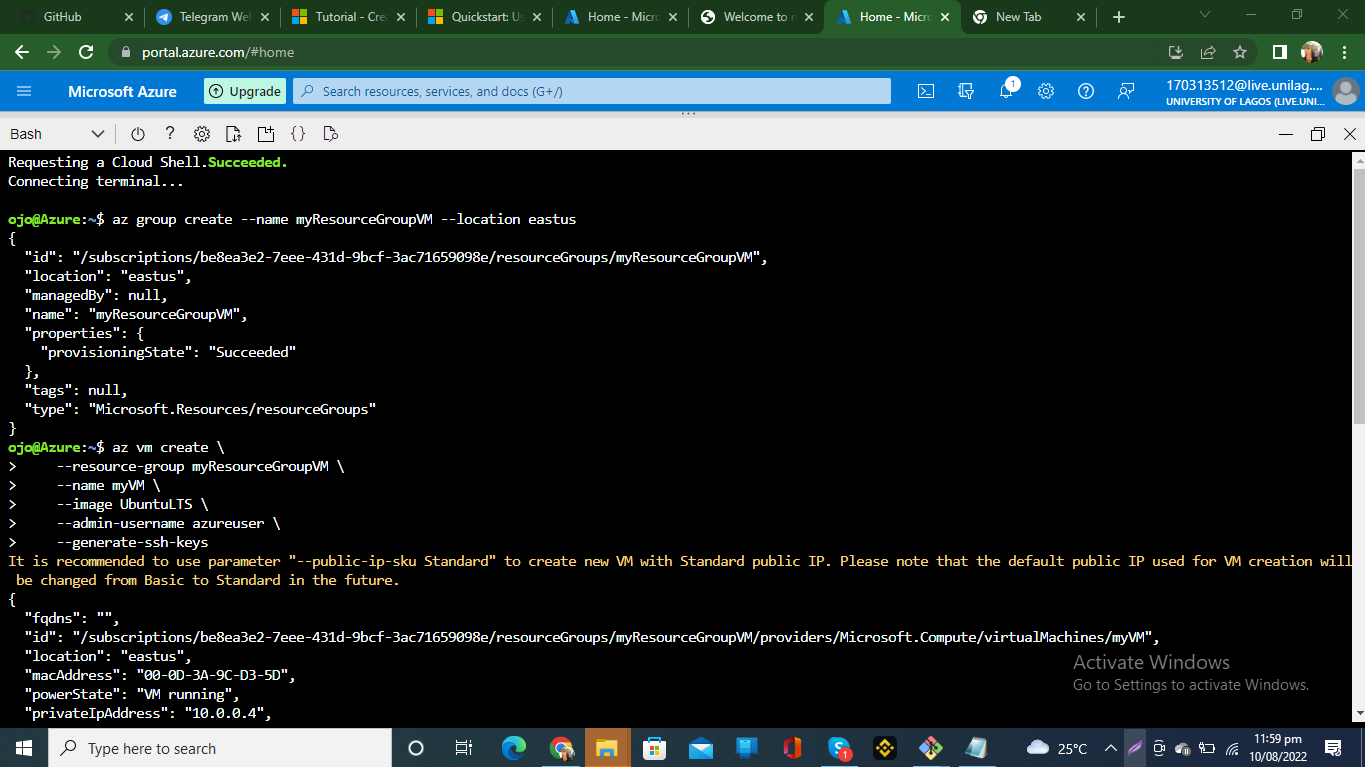 GitHub
Telegram Wel
Tutorial - Cre
Quickstart: Us
Home - Micro
Welcome to n
Home - Micro
New Tab
portal.azure.com/#home
Microsoft Azure
Upgrade
Search resources, services, and docs (G+/)
1
170313512@live.unilag....
UNIVERSITY OF LAGOS (LIVE.UNI...
Bash
Requesting a Cloud Shell.Succeeded.
Connecting terminal...
ojo@Azure:~$ az group create --name myResourceGroupVM --location eastus
{
"id": "/subscriptions/be8ea3e2-7eee-431d-9bcf-3ac71659098e/resourceGroups/myResourceGroupVM",
"location": "eastus",
"managedBy": null,
"name": "myResourceGroupVM",
"properties": {
"provisioningState": "Succeeded"
},
"tags": null,
"type": "Microsoft.Resources/resourceGroups"
}
ojo@Azure:~$ az vm create \
> --resource-group myResourceGroupVM \
> --name myVM \
> --image UbuntuLTS \
> --admin-username azureuser \
> --generate-ssh-keys
It is recommended to use parameter "--public-ip-sku Standard" to create new VM with Standard public IP. Please note that the default public IP used for VM creation will
be changed from Basic to Standard in the future.
{
"fqdns": "",
"id": "/subscriptions/be8ea3e2-7eee-431d-9bcf-3ac71659098e/resourceGroups/myResourceGroupVM/providers/Microsoft.Compute/virtualMachines/myVM",
"location": "eastus",
"macAddress": "00-0D-3A-9C-D3-5D",
"powerState": "VM running",
"privateIpAddress": "10.0.0.4",
Activate Windows
Go to Settings to activate Windows.
Type here to search
1
25°C
11:59 pm
10/08/2022